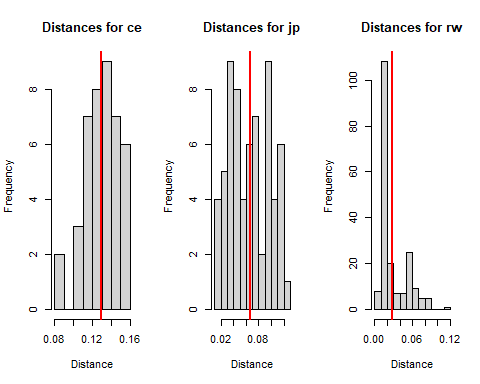 Distances for ce
Frequency
0 2 4 6 8
0.08 0.12 0.16
Distance
Distances for jp
Frequency
0 2 4 6 8
0.02 0.08
Distance
Distances for rw
Frequency
0 20 40 60 80 100
0.00 0.06 0.12
Distance